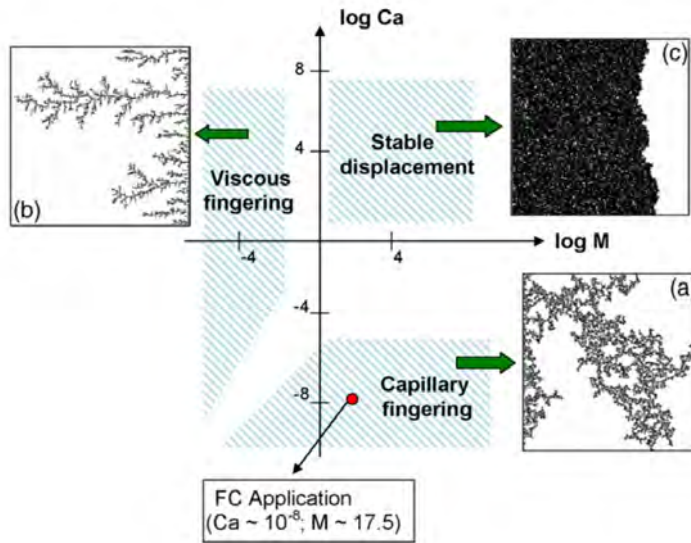 log Ca
8
(c)
Stable
displacement
4
Viscous
fingering
(b)
log M
-4
4
(a
-4
Capillary
fingering
-8
FC Application
(Ca ~ 10⁻⁸; M ~ 17.5)